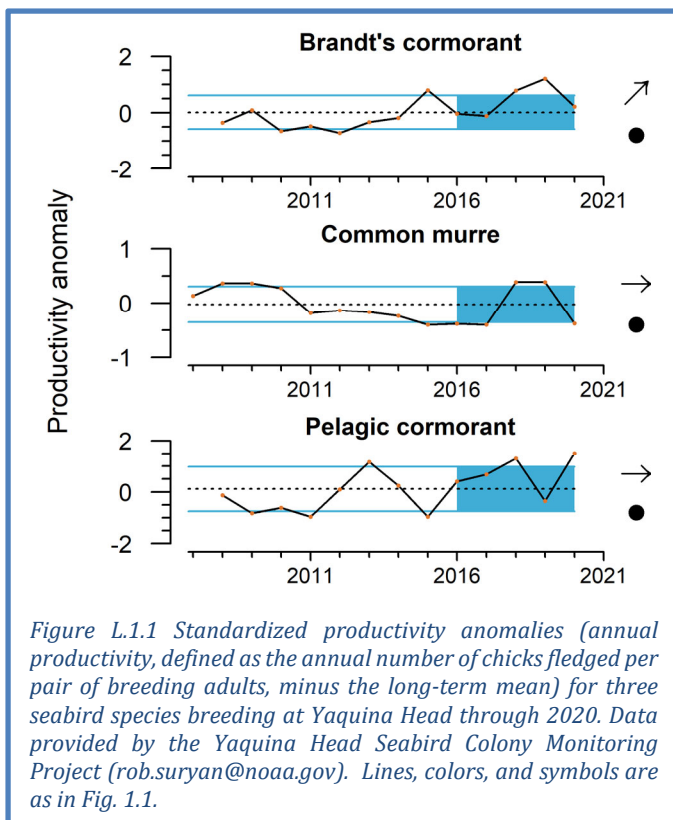 Brandt's cormorant
2
0
-2
2011
2016
2021
Common murre
1
0
-1
2011
2016
2021
Pelagic cormorant
2
0
-2
2011
2016
2021
Productivity anomaly
Figure L.1.1 Standardized productivity anomalies (annual
productivity, defined as the annual number of chicks fledged per
pair of breeding adults, minus the long-term mean) for three
seabird species breeding at Yaquina Head through 2020. Data
provided by the Yaquina Head Seabird Colony Monitoring
Project (rob.suryan@noaa.gov). Lines, colors, and symbols are
as in Fig. 1.1.